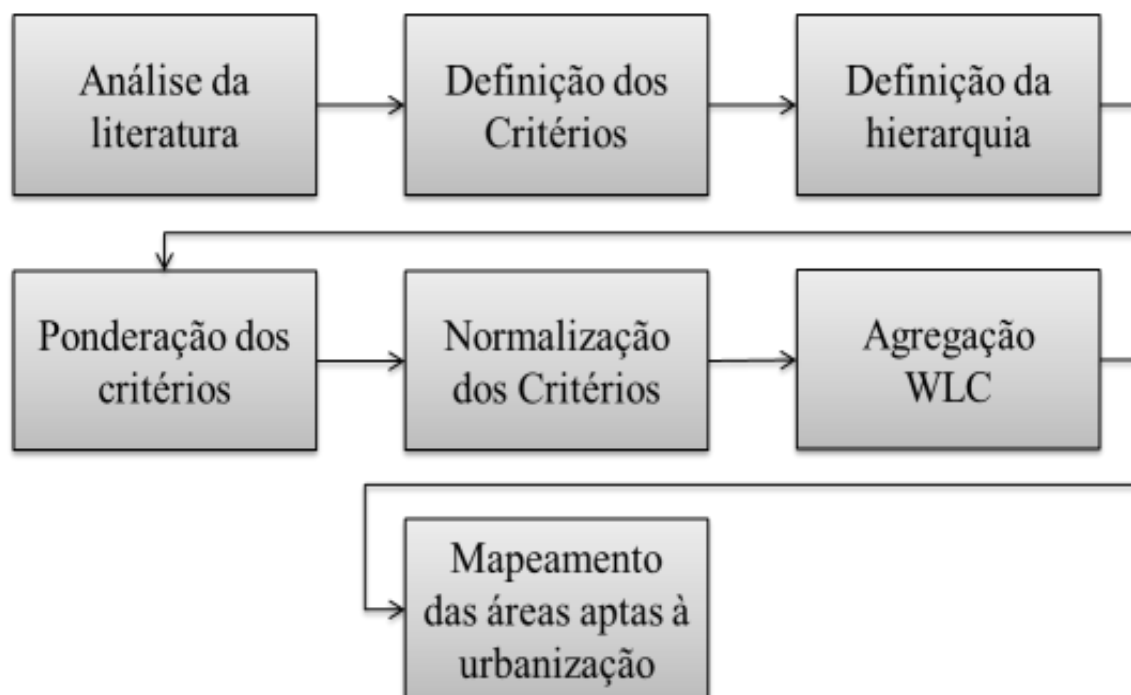 Análise da
literatura
Definição dos
Critérios
Definição da
hierarquia
Ponderação dos
critérios
Normalização
dos Critérios
Agregação
WLC
Mapeamento
das áreas aptas à
urbanização